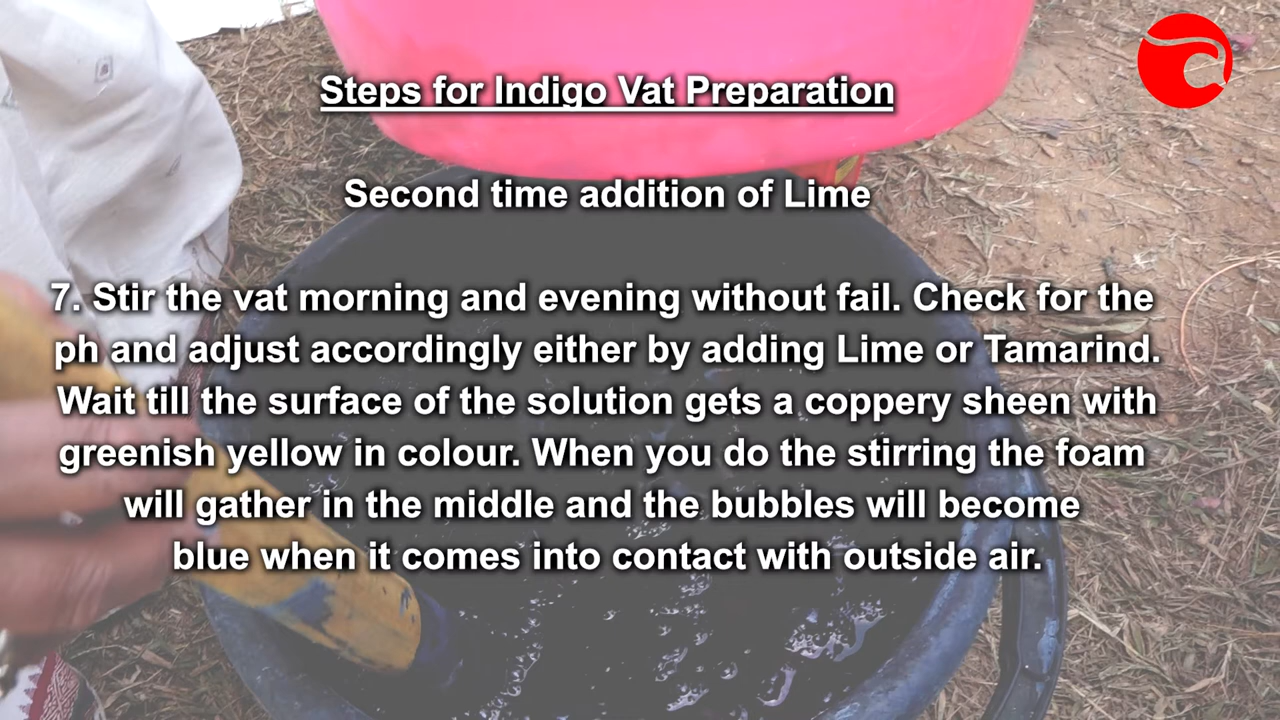 Steps for Indigo Vat Preparation
Second time addition of Lime
7. Stir the vat morning and evening without fail. Check for the
ph and adjust accordingly either by adding Lime or Tamarind.
Wait till the surface of the solution gets a coppery sheen with
greenish yellow in colour. When you do the stirring the foam
will gather in the middle and the bubbles will become
blue when it comes into contact with outside air.